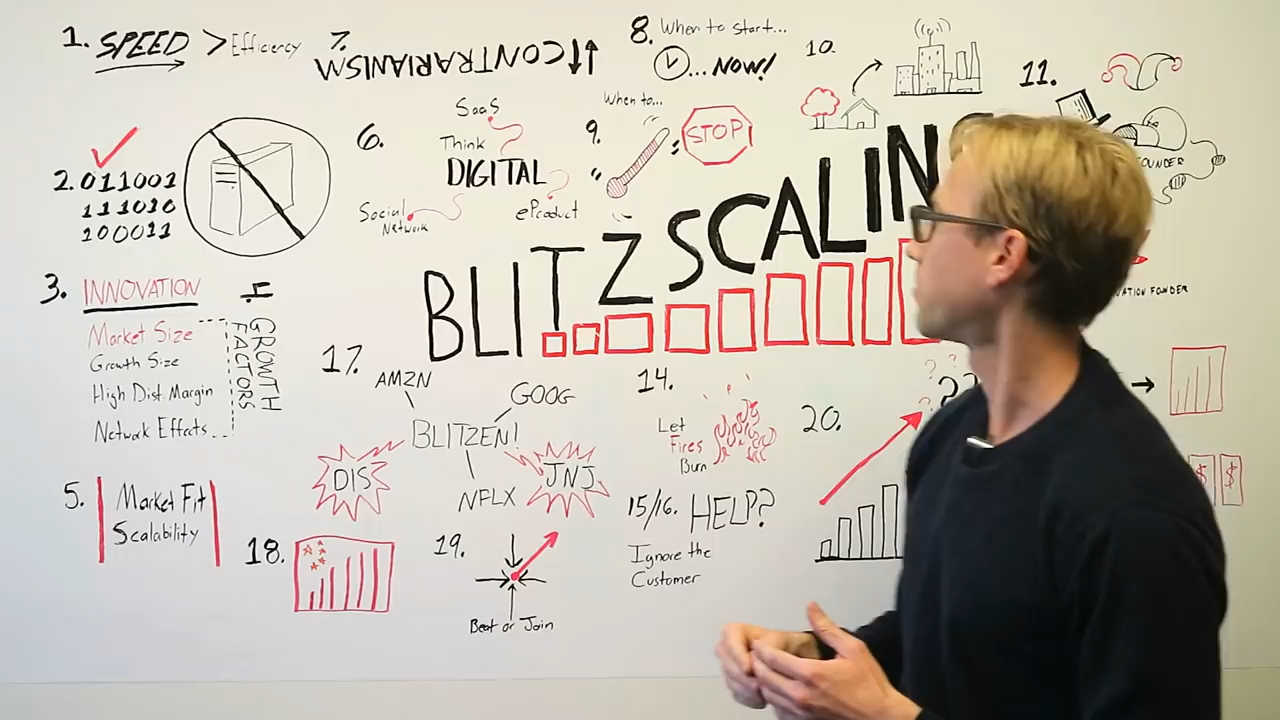 1. SPEED > Efficiency
7. ↑↓CONTRARIANISM
8. When to start...
...NOW!
10.
11.
2. 011001
111010
100011
6. SaaS
Think
DIGITAL
Social
Network
eProduct
When to...
9. STOP
FOUNDER
BLITZSCALIN
3. INNOVATION
Market Size
Growth Size
High Dist. Margin
Network Effects
4. GROWTH
FACTORS
FOUNDER
5. Market Fit
Scalability
17. AMZN
GOOG
BLITZEN!
DIS
JNJ
NFLX
14.
Let
Fires
Burn
15/16. HELP?
Ignore the
Customer
18.
19.
Beat or Join
20. ? ? ? ??
$ $